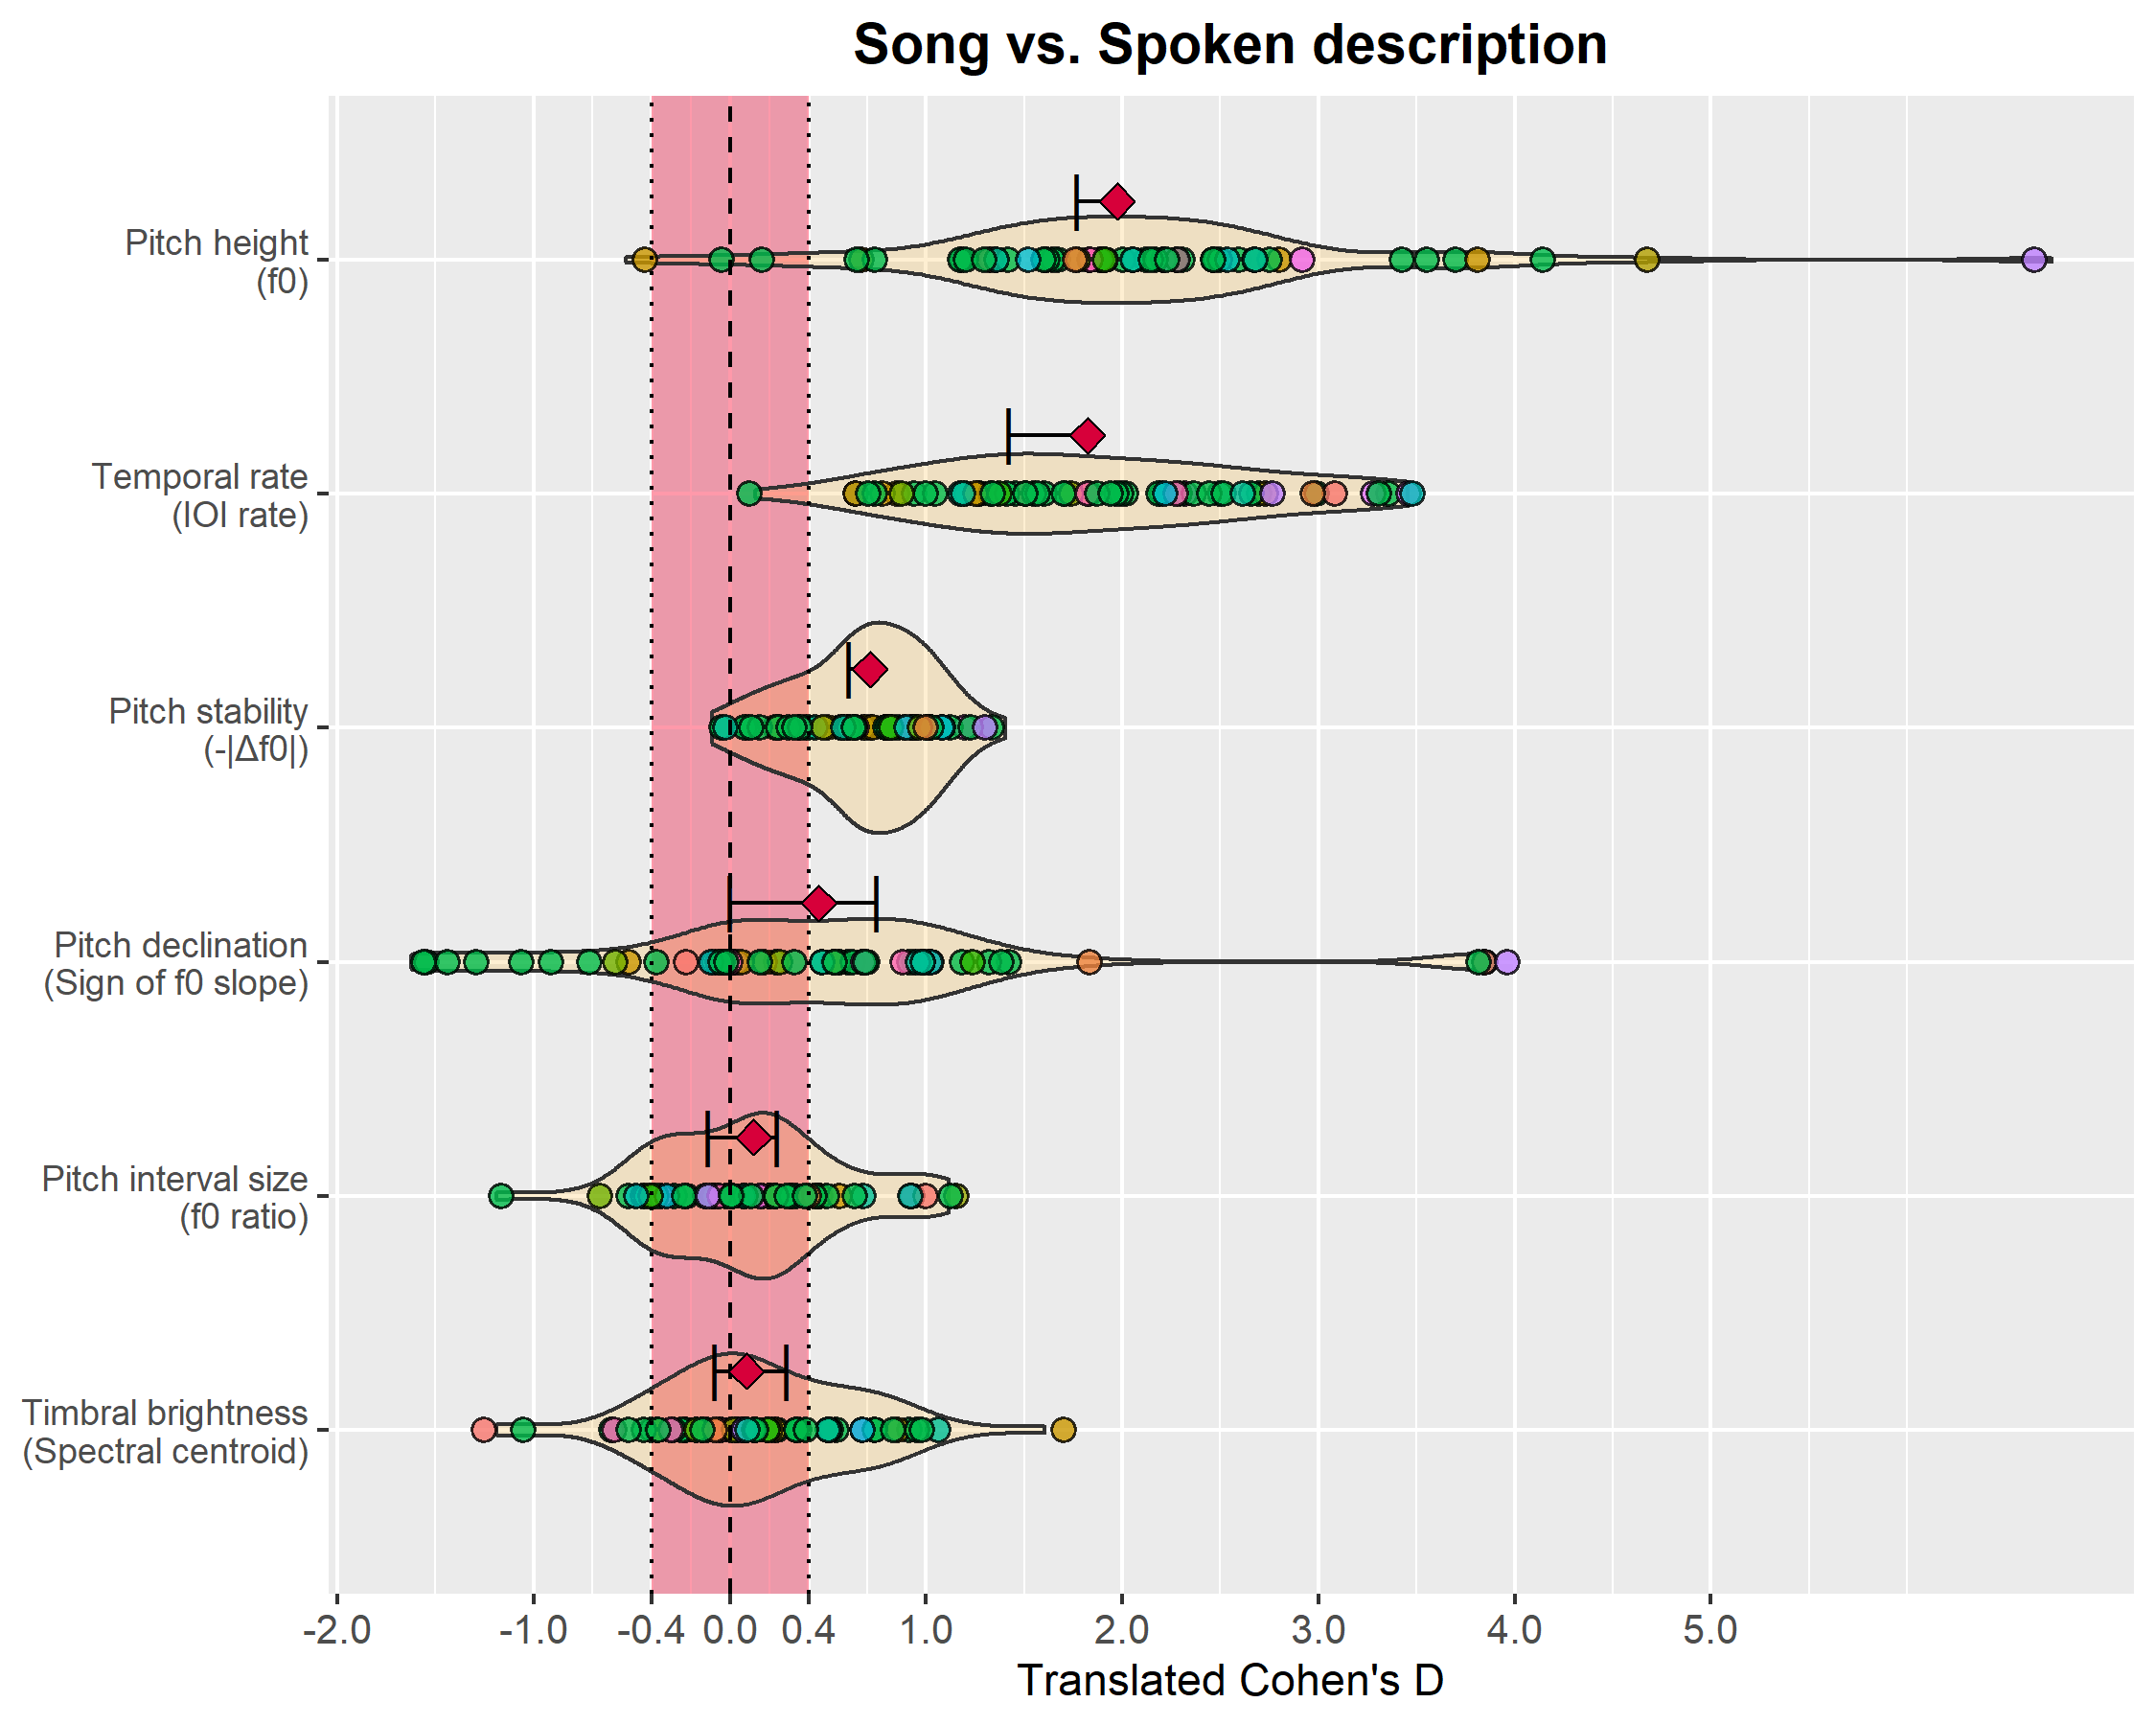 Song vs. Spoken description
Pitch height
(f0)
Temporal rate
(IOI rate)
Pitch stability
(-|Δf0|)
Pitch declination
(Sign of f0 slope)
Pitch interval size
(f0 ratio)
Timbral brightness
(Spectral centroid)
-2.0 -1.0 -0.4 0.0 0.4 1.0 2.0 3.0 4.0 5.0
Translated Cohen's D